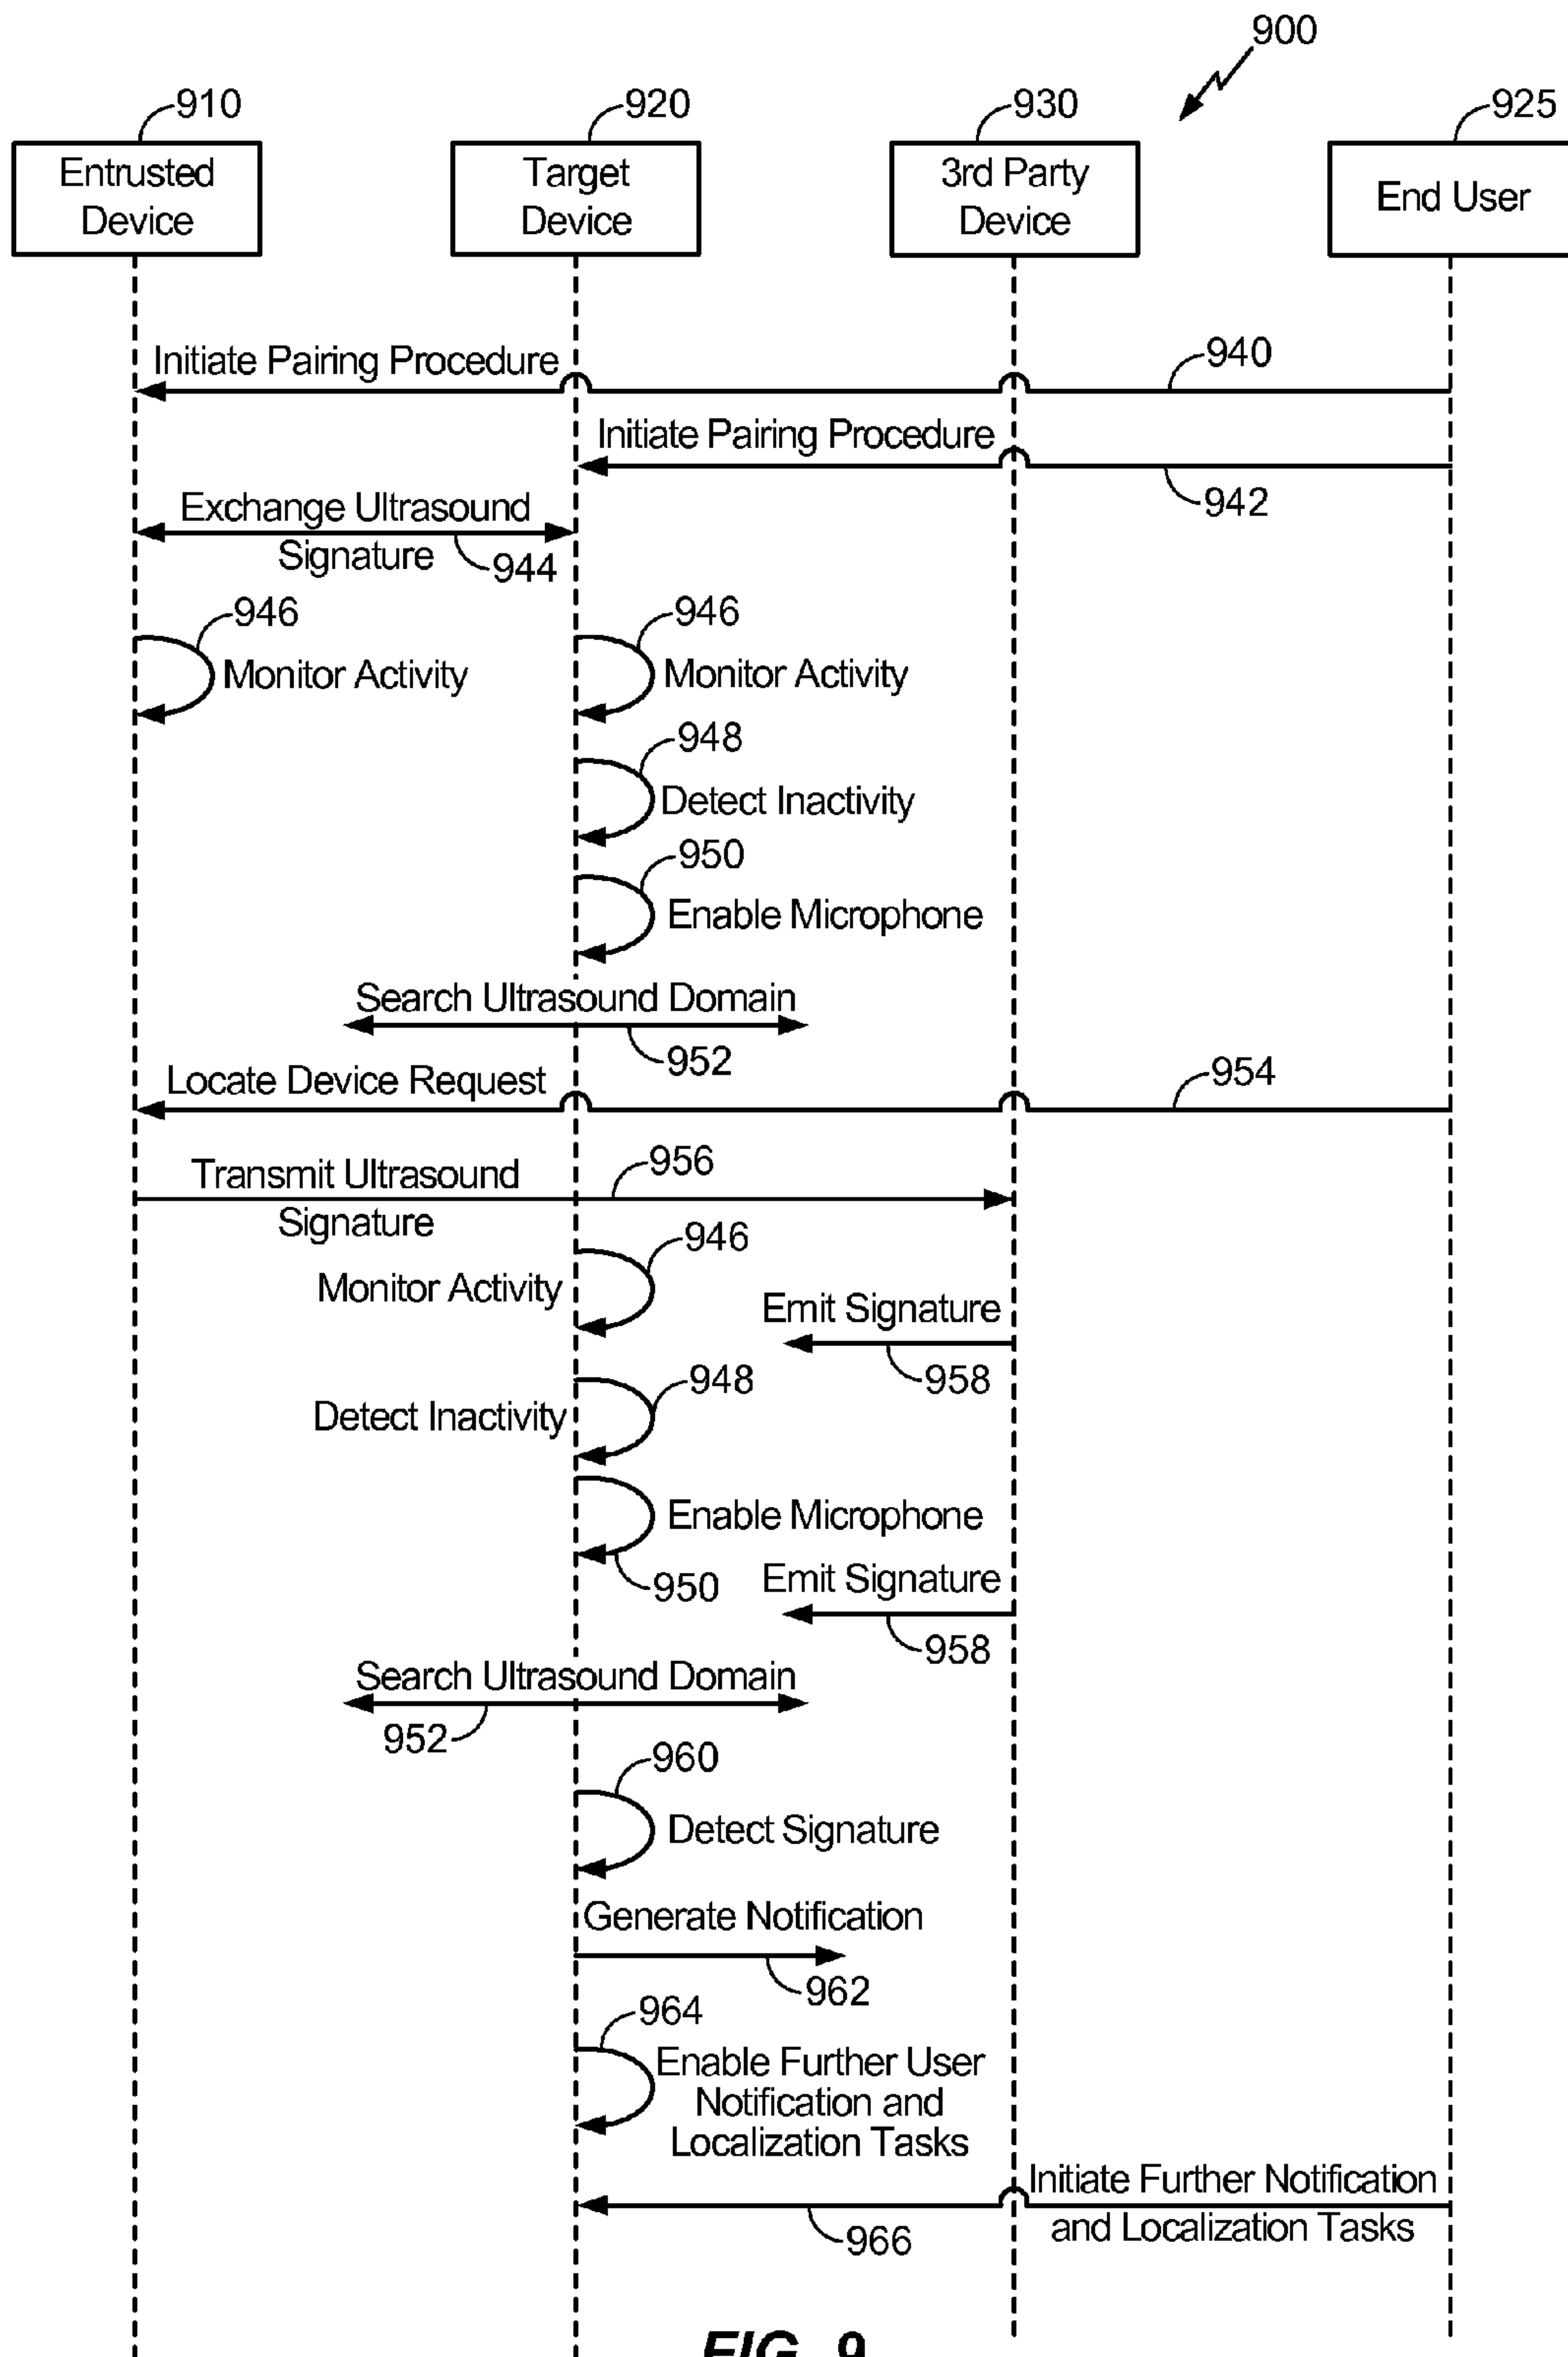 900
910
920
930
925
Entrusted
Device
Target
Device
3rd Party
Device
End User
Initiate Pairing Procedure
940
Initiate Pairing Procedure
942
Exchange Ultrasound
Signature
944
946
Monitor Activity
946
Monitor Activity
948
Detect Inactivity
950
Enable Microphone
Search Ultrasound Domain
952
Locate Device Request
954
Transmit Ultrasound
Signature
956
946
Monitor Activity
Emit Signature
958
948
Detect Inactivity
Enable Microphone
950
Emit Signature
958
Search Ultrasound Domain
952
960
Detect Signature
Generate Notification
962
964
Enable Further User
Notification and
Localization Tasks
Initiate Further Notification
and Localization Tasks
966
FIG. 9